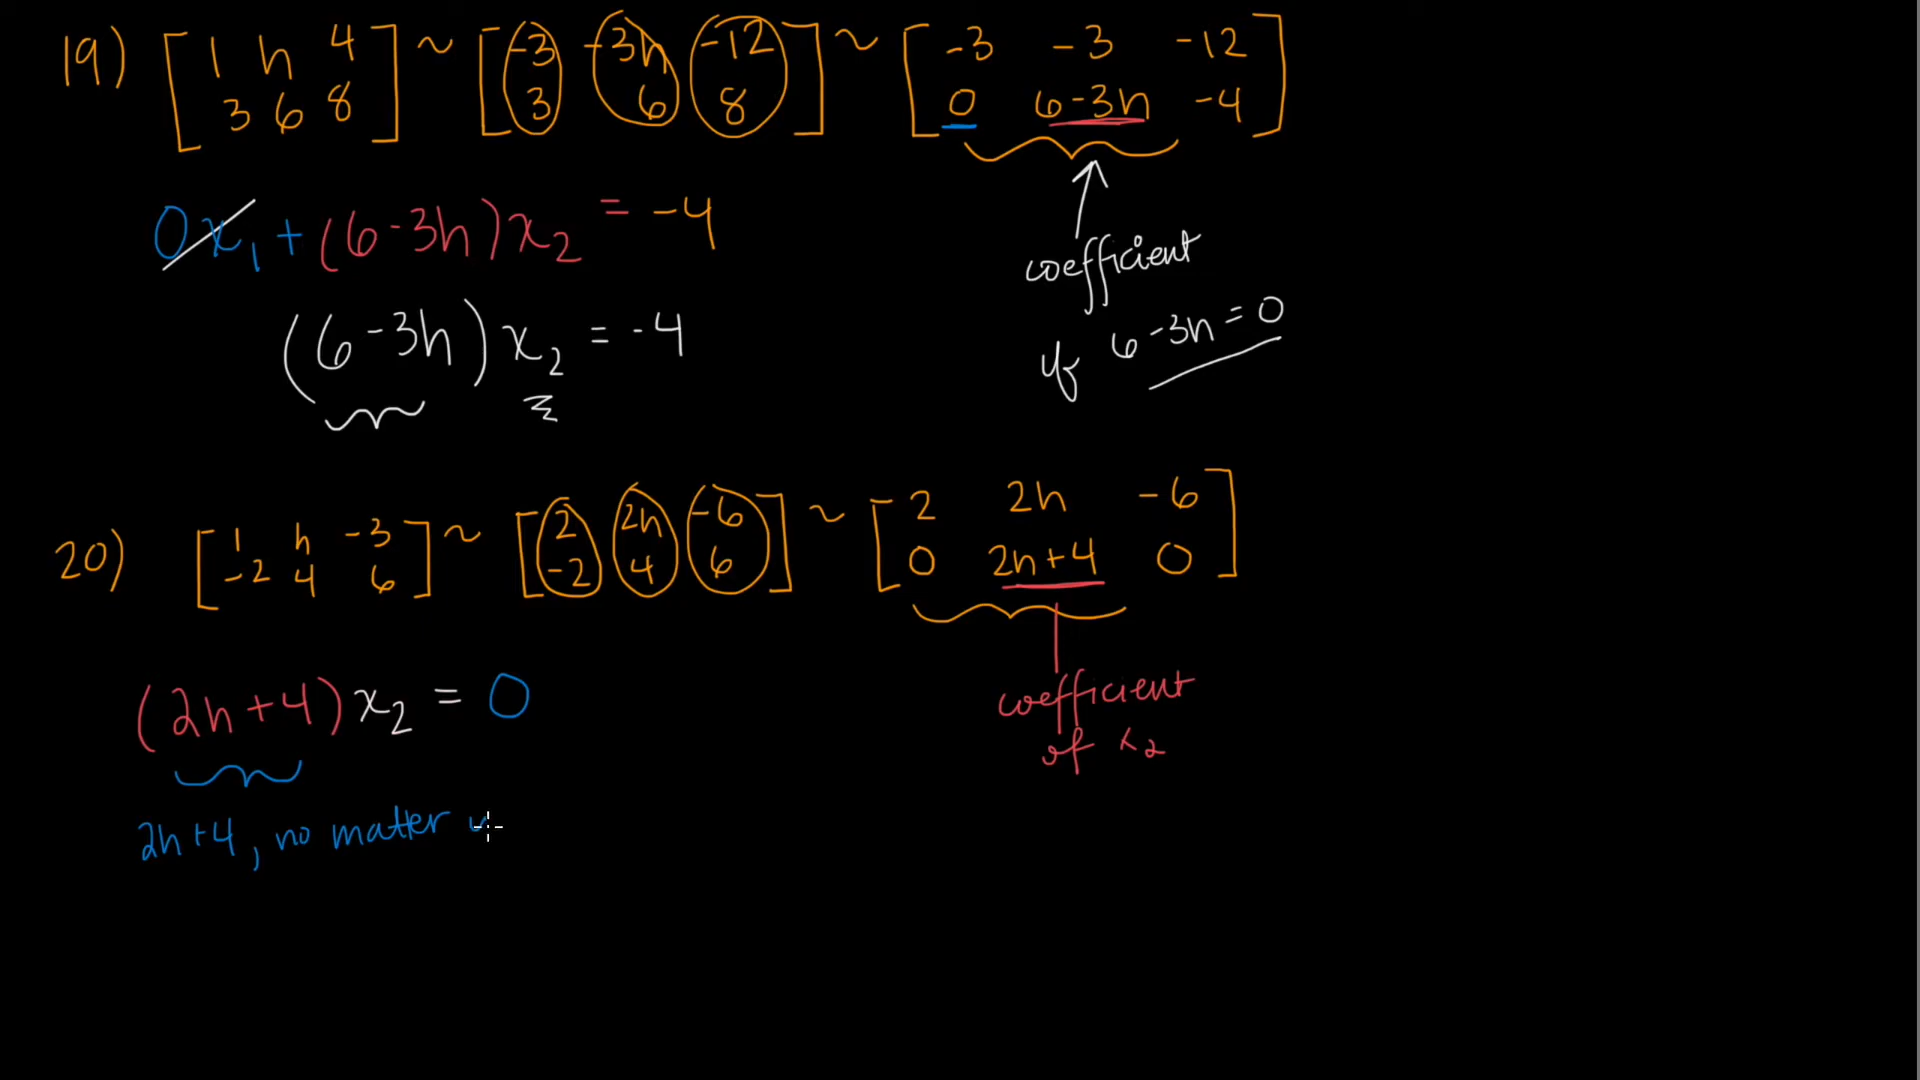 19) [1 h 4 ~ [-3 -3h -12 ~ [-3 -3 -12
3 6 8] 3 6 8] 0 6-3h -4]
0x₁ + (6-3h)x₂ = -4
coefficient
(6-3h)x₂ = -4
if 6-3h = 0
20) [1 h -3 ~ [2 2h -6 ~ [2 2h -6
-2 4 6] -2 4 6] 0 2h+4 0]
(2h+4)x₂ = 0
coefficient
of x₂
2h+4, no matter